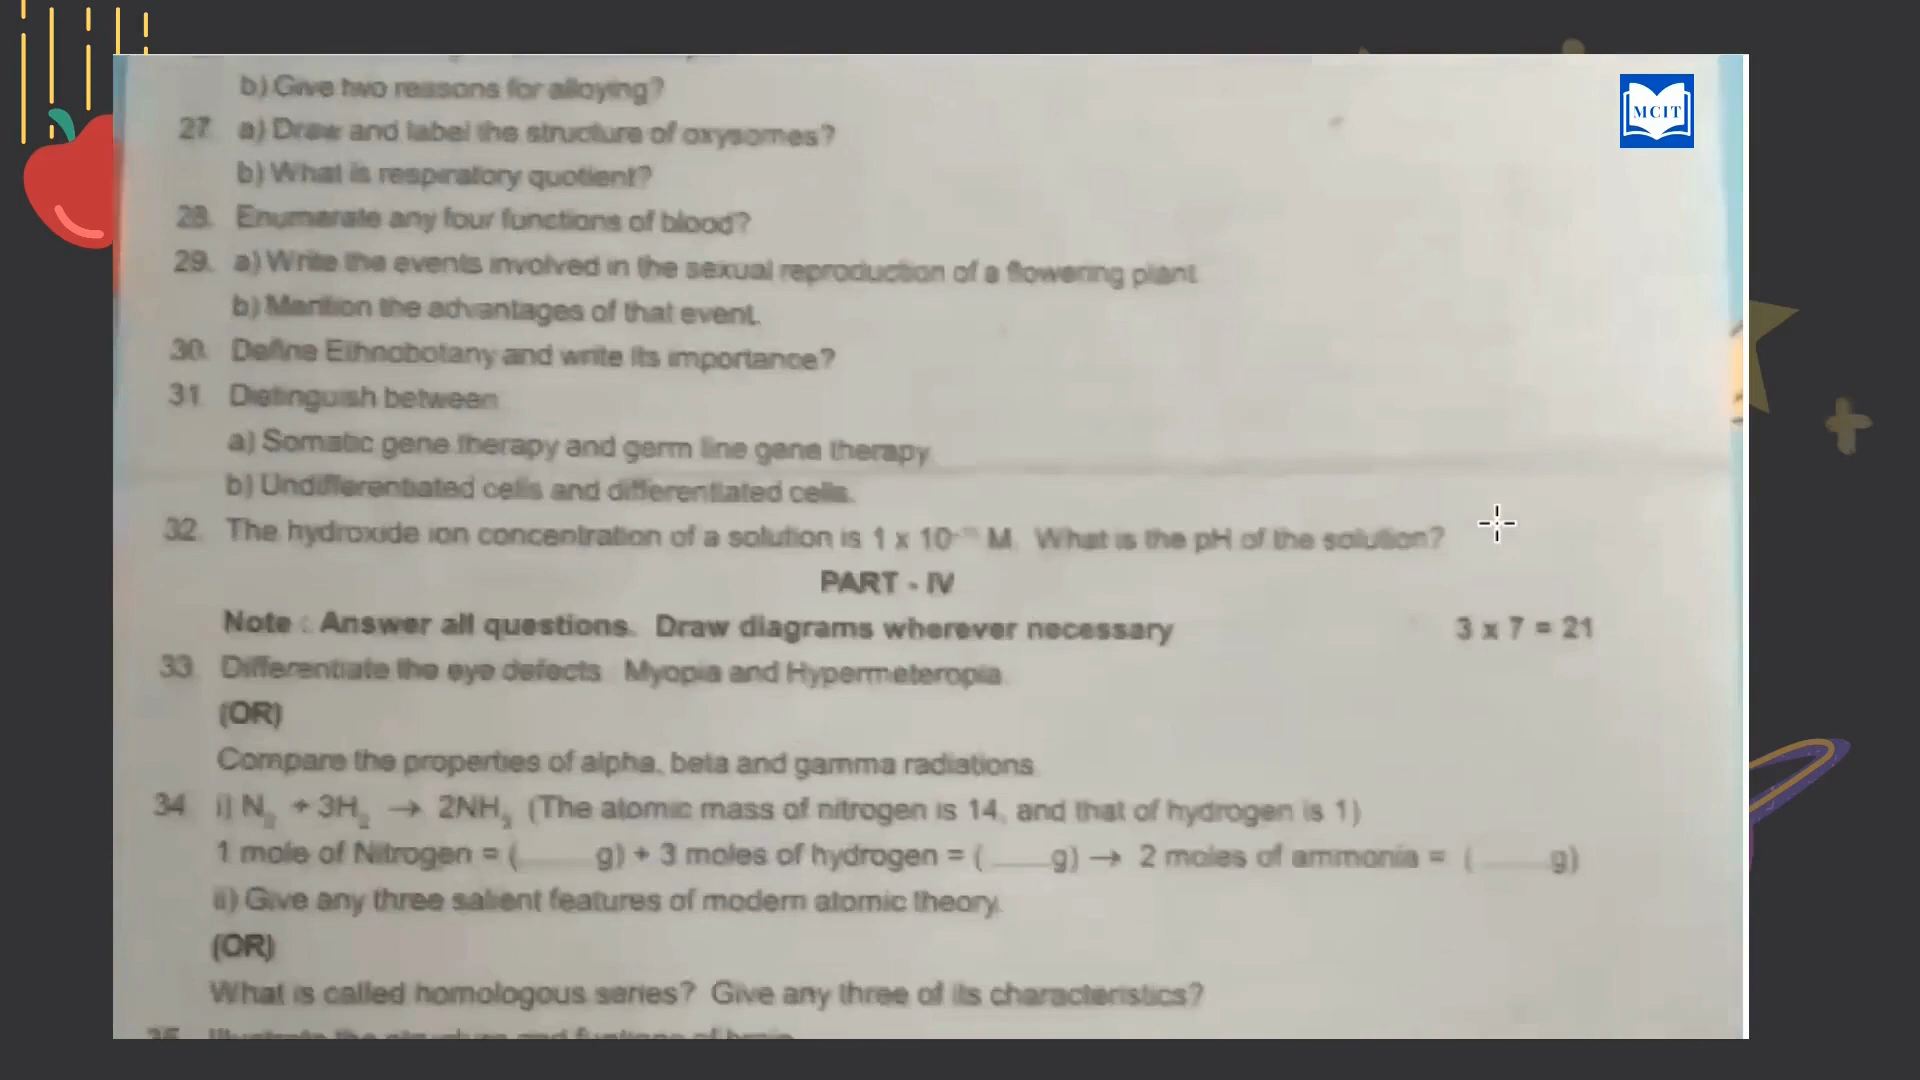 b) Give two reasons for alloying?
MCIT
27. a) Draw and label the structure of oxysomes?
b) What is respiratory quotient?
28. Enumarate any four functions of blood?
29. a) Write the events involved in the sexual reproduction of a flowering plant
b) Mention the advantages of that event.
30. Define Ethnobotany and write its importance?
31. Distinguish between
a) Somatic gene therapy and germ line gene therapy
b) Undifferentiated cells and differentiated cells.
32. The hydroxide ion concentration of a solution is 1 x M. What is the pH of the solution?
PART - IV
Note : Answer all questions. Draw diagrams wherever necessary 3 x 7 = 21
33. Differentiate the eye defects Myopia and Hypermeteropia
(OR)
Compare the properties of alpha, beta and gamma radiations.
34. i) N₂ + 3H₂ → 2NH₃ (The atomic mass of nitrogen is 14, and that of hydrogen is 1)
1 mole of Nitrogen = (____g) + 3 moles of hydrogen = (____g) → 2 moles of ammonia = (____g)
ii) Give any three salient features of modern atomic theory.
(OR)
What is called homologous series? Give any three of its characteristics?